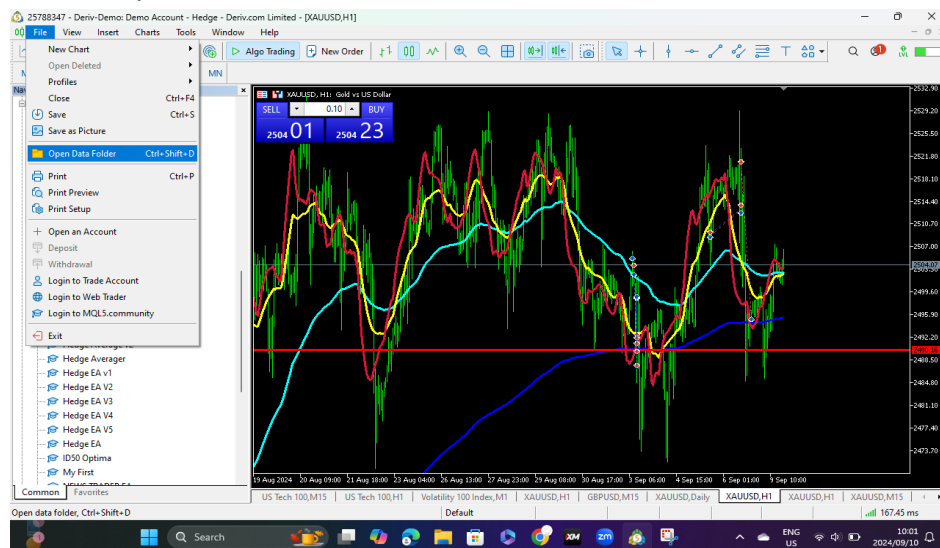 25788347 - Deriv-Demo: Demo Account - Hedge - Deriv.com Limited - [XAUUSD,H1]
File View Insert Charts Tools Window Help
Algo Trading New Order
LVL
MN
New Chart
Open Deleted
Profiles
Close Ctrl+F4
Save Ctrl+S
Save as Picture
Open Data Folder Ctrl+Shift+D
Print Ctrl+P
Print Preview
Print Setup
Open an Account
Deposit
Withdrawal
Login to Trade Account
Login to Web Trader
Login to MQL5.community
Exit
Hedge Averager
Hedge EA v1
Hedge EA V2
Hedge EA V3
Hedge EA V4
Hedge EA V5
Hedge EA
ID50 Optima
My First
Common Favorites
XAUUSD, H1: Gold vs US Dollar
SELL 0.10 BUY
2504 01 2504 23
2532.90
2529.20
2525.50
2521.80
2518.10
2514.40
2510.70
2507.00
2504.07
2503.30
2499.60
2495.90
2492.20
2488.50
2484.80
2481.10
2477.40
2473.70
19 Aug 2024 20 Aug 09:00 21 Aug 18:00 23 Aug 04:00 26 Aug 13:00 27 Aug 23:00 29 Aug 08:00 30 Aug 17:00 3 Sep 06:00 4 Sep 15:00 6 Sep 01:00 9 Sep 10:00
US Tech 100,M15 US Tech 100,H1 Volatility 100 Index,M1 XAUUSD,H1 GBPUSD,M15 XAUUSD,Daily XAUUSD,H1 XAUUSD,H1 XAUUSD,M15
Open data folder, Ctrl+Shift+D Default 167.45 ms
Search
XM
zm
ENG
US
10:01
2024/09/10